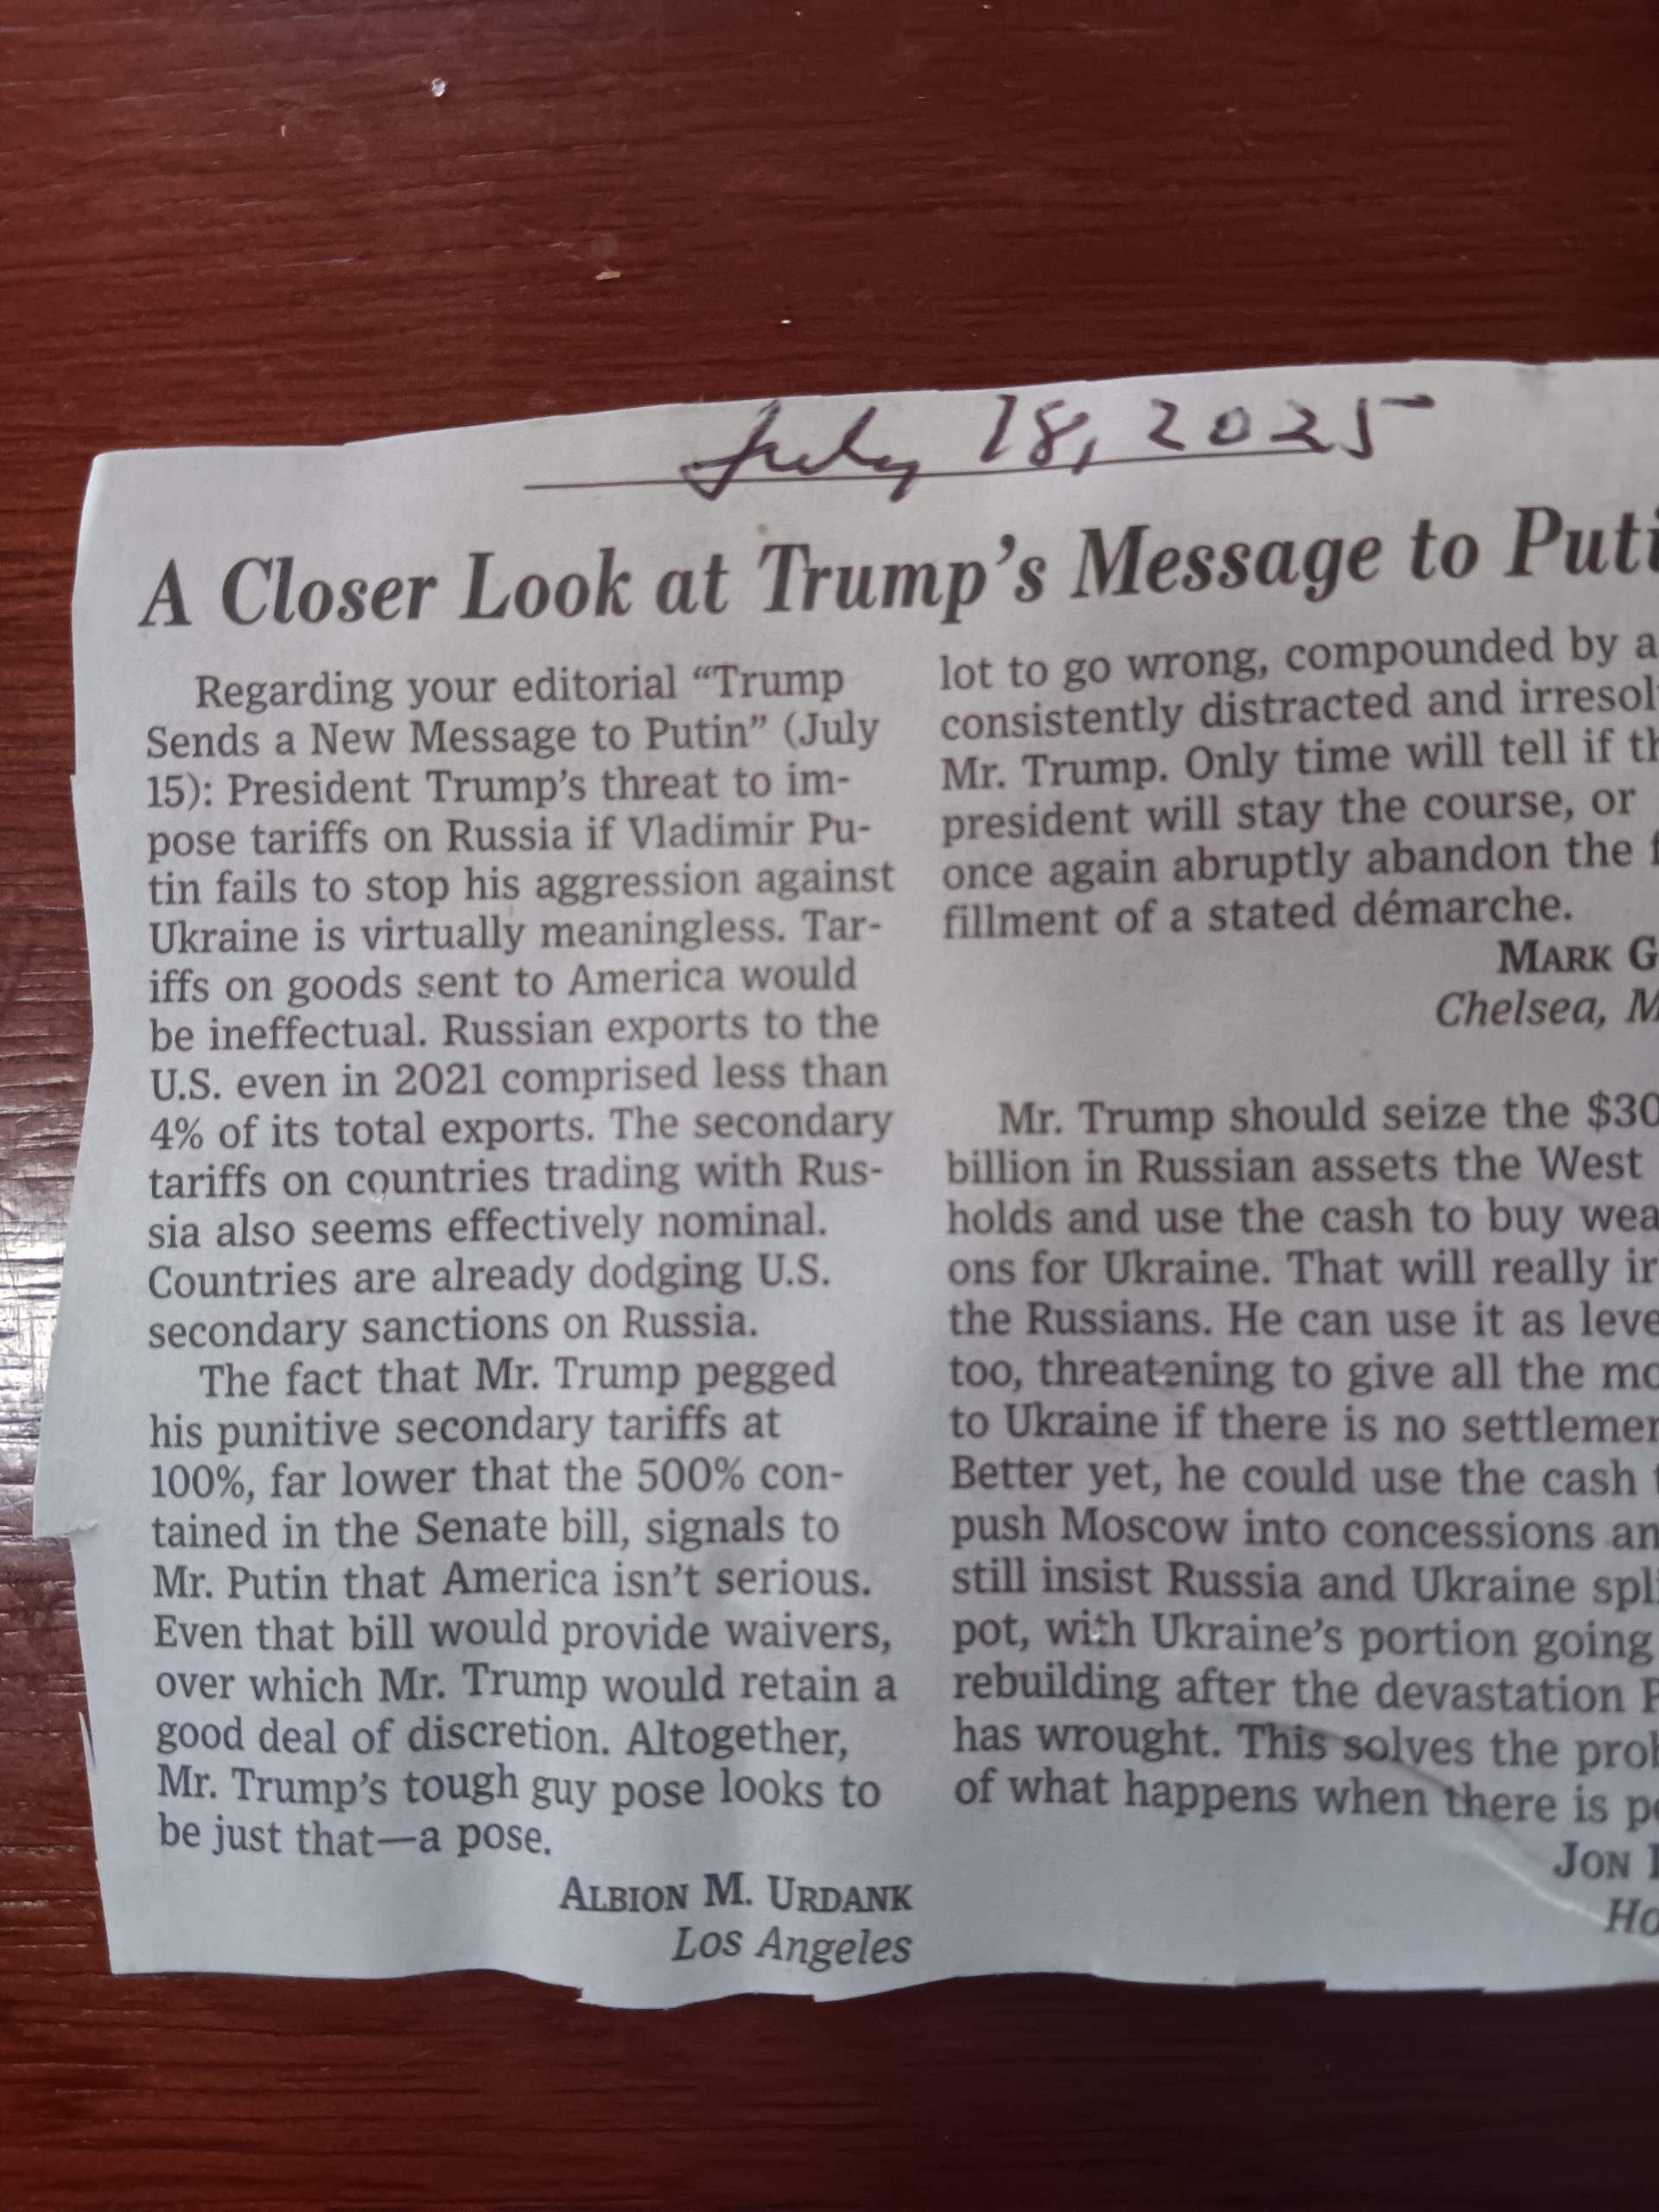 July 18, 2025
A Closer Look at Trump's Message to
Regarding your editorial “Trump
Sends a New Message to Putin” (July
15): President Trump’s threat to im-
pose tariffs on Russia if Vladimir Pu-
tin fails to stop his aggression against
Ukraine is virtually meaningless. Tar-
iffs on goods sent to America would
be ineffectual. Russian exports to the
U.S. even in 2021 comprised less than
4% of its total exports. The secondary
tariffs on countries trading with Rus-
sia also seems effectively nominal.
Countries are already dodging U.S.
secondary sanctions on Russia.
The fact that Mr. Trump pegged
his punitive secondary tariffs at
100%, far lower that the 500% con-
tained in the Senate bill, signals to
Mr. Putin that America isn’t serious.
Even that bill would provide waivers,
over which Mr. Trump would retain a
good deal of discretion. Altogether,
Mr. Trump’s tough guy pose looks to
be just that—a pose.
ALBION M. URDANK
Los Angeles
lot to go wrong, compounded by a
consistently distracted and
Mr. Trump. Only time will tell if
president will stay the course, or
once again abruptly abandon the
fillment of a stated démarche.
MARK
Chelsea,
Mr. Trump should seize the
billion in Russian assets the West
holds and use the cash to buy
ons for Ukraine. That will really
the Russians. He can use it as
too, threatening to give all the
to Ukraine if there is no
Better yet, he could use the cash
push Moscow into concessions
still insist Russia and Ukraine
pot, with Ukraine’s portion going
rebuilding after the devastation
has wrought. This solves the
of what happens when there is
JON